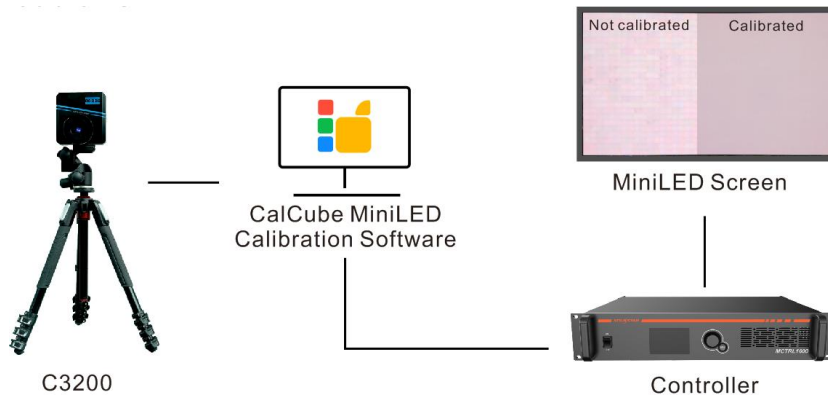 Not calibrated
Calibrated
MiniLED Screen
CalCube MiniLED
Calibration Software
C3200
MCTRL1600
Controller